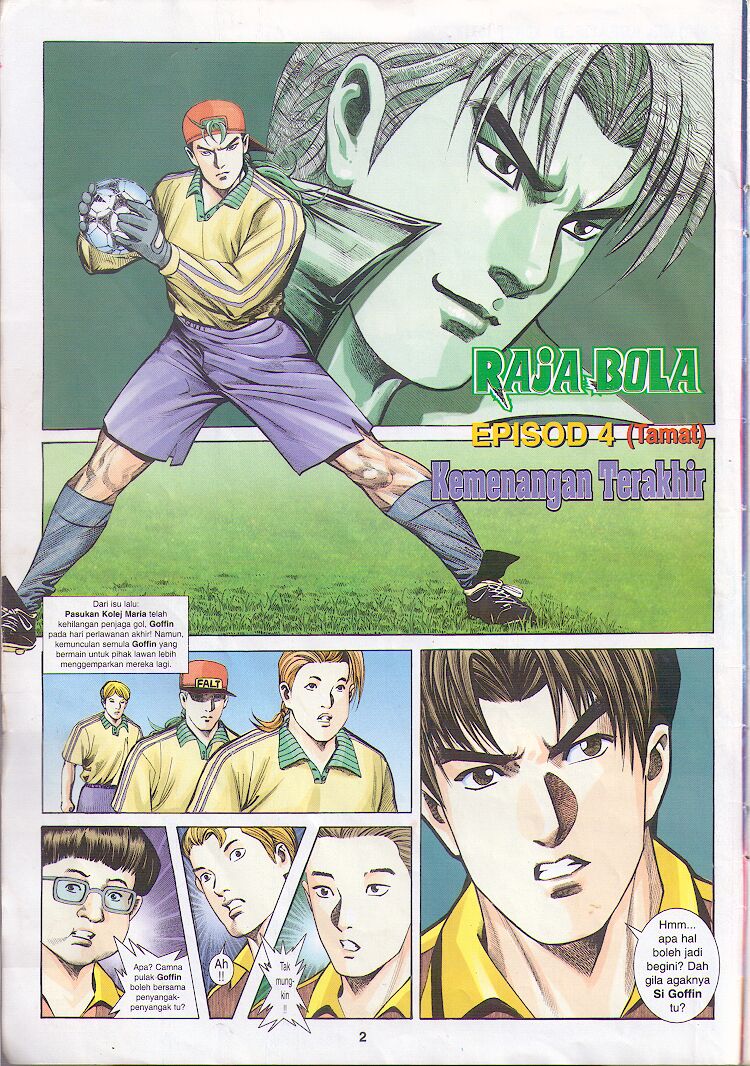 RAJA BOLA
EPISOD 4 (Tamat)
Kemenangan Terakhir
Dari isu lalu:
Pasukan Kolej Maria telah
kehilangan penjaga gol, Goffin
pada hari perlawanan akhir! Namun,
kemunculan semula Goffin yang
bermain untuk pihak lawan lebih
menggemparkan mereka lagi.
FALT
Hmm...
apa hal
boleh jadi
begini? Dah
gila agaknya
Si Goffin
tu?
Apa? Camna
pulak Goffin
boleh bersama
penyangak-
penyangak tu?
Ah
!!
Tak
mung-
kin
!!
2